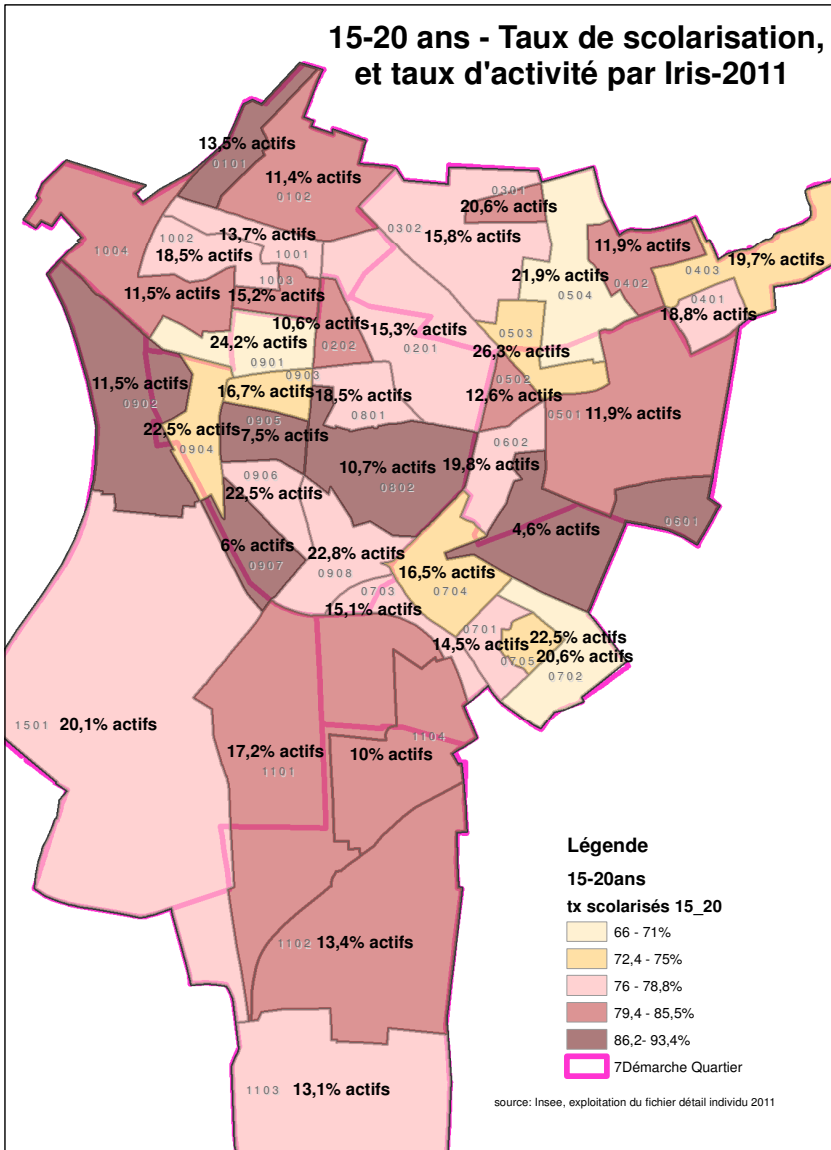 15-20 ans - Taux de scolarisation,
et taux d'activité par Iris-2011
13,5% actifs
0101
11,4% actifs
0102
0301
20,6% actifs
0302
15,8% actifs
13,7% actifs
1002
18,5% actifs
1001
1004
1003
11,5% actifs
15,2% actifs
11,9% actifs
0402
19,7% actifs
0403
21,9% actifs
0504
0401
18,8% actifs
10,6% actifs
0202
15,3% actifs
0201
0503
26,3% actifs
24,2% actifs
0901
0903
16,7% actifs
18,5% actifs
0801
0502
12,6% actifs
0501
11,9% actifs
11,5% actifs
0902
22,5% actifs
0904
0905
7,5% actifs
0602
19,8% actifs
10,7% actifs
0802
0906
22,5% actifs
4,6% actifs
0601
6% actifs
0907
22,8% actifs
0908
16,5% actifs
0704
0703
15,1% actifs
0701
14,5% actifs
22,5% actifs
0705
20,6% actifs
0702
1501
20,1% actifs
17,2% actifs
1101
1104
10% actifs
1102
13,4% actifs
1103
13,1% actifs
Légende
15-20ans
tx scolarisés 15_20
66 - 71%
72,4 - 75%
76 - 78,8%
79,4 - 85,5%
86,2- 93,4%
7Démarche Quartier
source: Insee, exploitation du fichier détail individu 2011